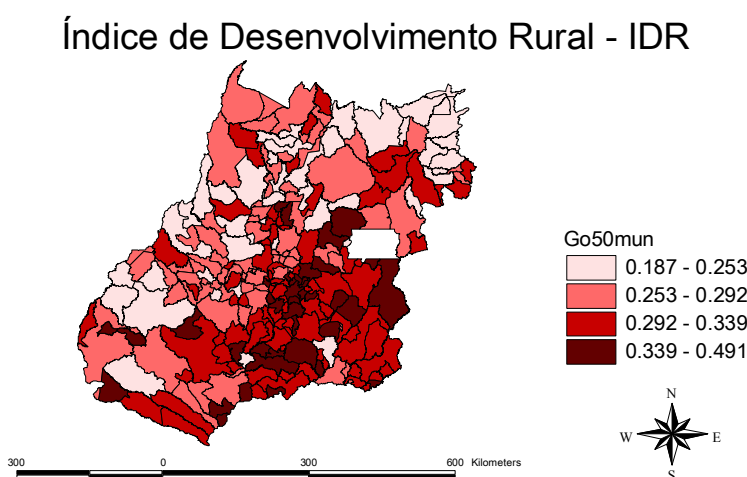 Índice de Desenvolvimento Rural - IDR
Go50mun
0.187 - 0.253
0.253 - 0.292
0.292 - 0.339
0.339 - 0.491
N
W E
S
300 0 300 600 Kilometers